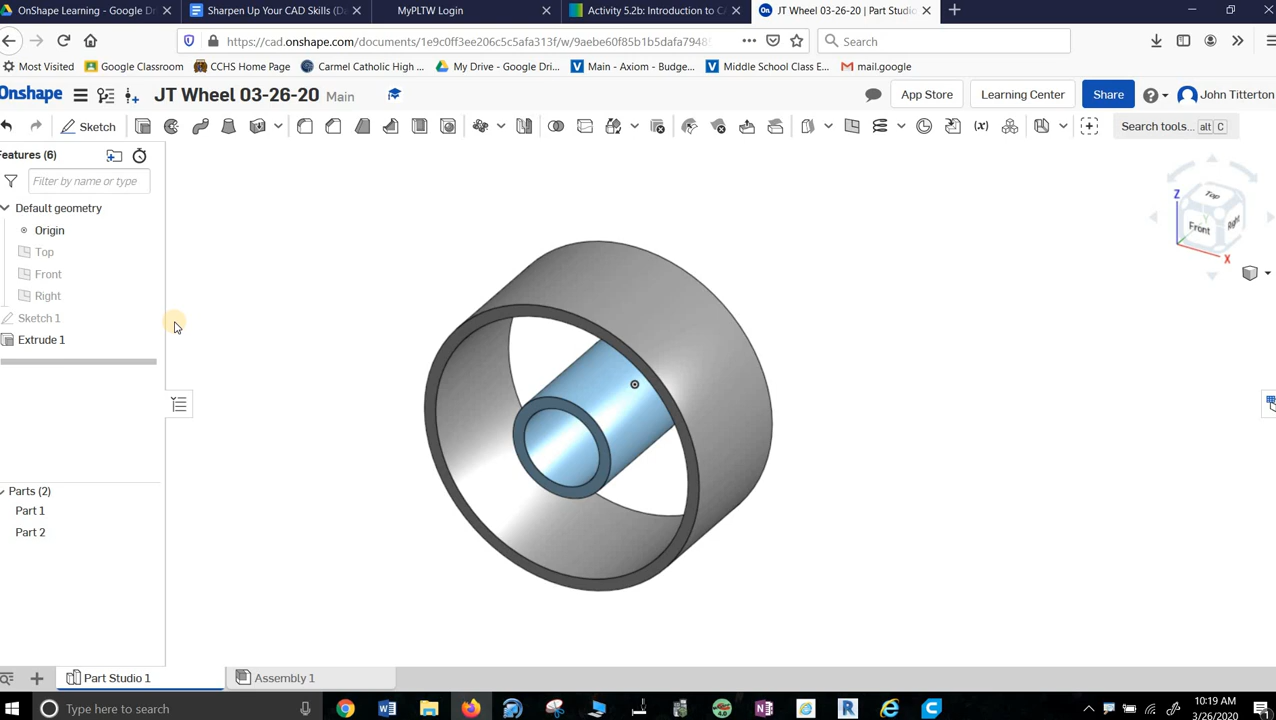 OnShape Learning - Google D
Sharpen Up Your CAD Skills (Da
MyPLTW Login
Activity 5.2b: Introduction to C
JT Wheel 03-26-20 | Part Studio
https://cad.onshape.com/documents/1e9c0ff3ee206c5c5afa313f/w/9aebe60f85b1b5dafa7948f
Search
Most Visited
Google Classroom
CCHS Home Page
Carmel Catholic High ...
My Drive - Google Dri...
Main - Axiom - Budge...
Middle School Class E...
mail.google
Onshape
JT Wheel 03-26-20 Main
App Store
Learning Center
Share
John Titterton
Sketch
(x)
Search tools... alt C
Features (6)
Filter by name or type
Default geometry
Origin
Top
Front
Right
Sketch 1
Extrude 1
Z
Top
Front
Right
X
Parts (2)
Part 1
Part 2
Part Studio 1
Assembly 1
Type here to search
10:19 AM
3/26/2020